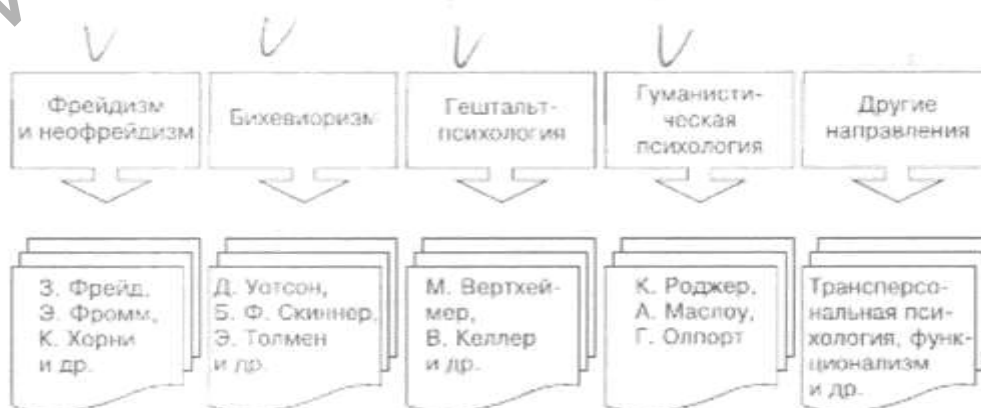 Фрейдизм
и неофрейдизм
Бихевиоризм
Гештальт-
психология
Гуманисти-
ческая
психология
Другие
направления
З. Фрейд,
Э. Фромм,
К. Хорни
и др.
Д. Уотсон,
Б. Ф. Скиннер,
Э. Толмен
и др.
М. Вертхей-
мер,
В. Келлер
и др.
К. Роджер,
А. Маслоу,
Г. Олпорт
Трансперсо-
нальная пси-
хология, функ-
ционализм
и др.